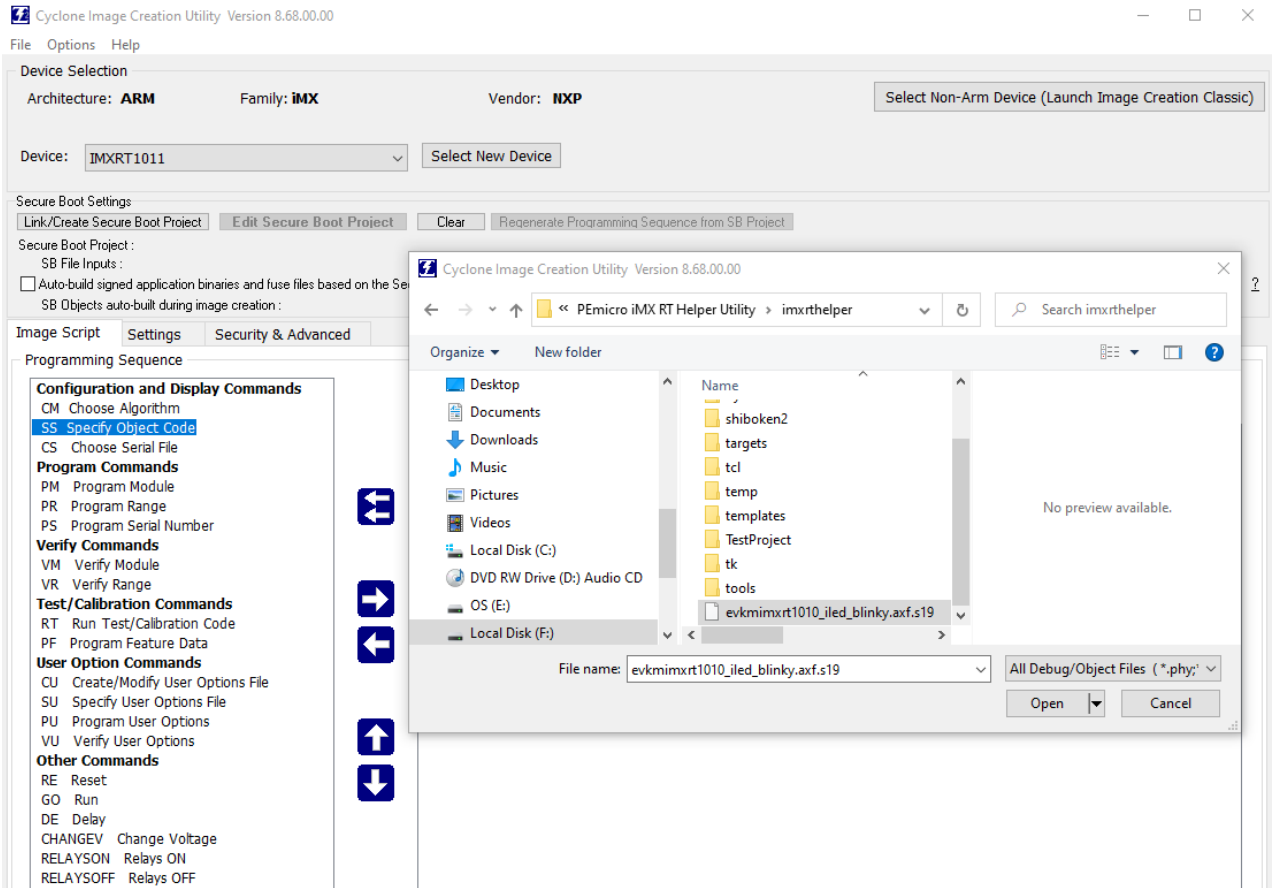 Cyclone Image Creation Utility Version 8.68.00.00
File Options Help
Device Selection
Architecture: ARM Family: iMX Vendor: NXP Select Non-Arm Device (Launch Image Creation Classic)
Device: IMXRT1011 Select New Device
Secure Boot Settings
Link/Create Secure Boot Project Edit Secure Boot Project Clear Regenerate Programming Sequence from SB Project
Secure Boot Project :
SB File Inputs :
Auto-build signed application binaries and fuse files based on the Se ?
SB Objects auto-built during image creation :
Image Script Settings Security & Advanced
Programming Sequence
Configuration and Display Commands
CM Choose Algorithm
SS Specify Object Code
CS Choose Serial File
Program Commands
PM Program Module
PR Program Range
PS Program Serial Number
Verify Commands
VM Verify Module
VR Verify Range
Test/Calibration Commands
RT Run Test/Calibration Code
PF Program Feature Data
User Option Commands
CU Create/Modify User Options File
SU Specify User Options File
PU Program User Options
VU Verify User Options
Other Commands
RE Reset
GO Run
DE Delay
CHANGEV Change Voltage
RELAYSON Relays ON
RELAYSOFF Relays OFF
Cyclone Image Creation Utility Version 8.68.00.00
« PEmicro iMX RT Helper Utility > imxrthelper Search imxrthelper
Organize New folder
Desktop
Documents
Downloads
Music
Pictures
Videos
Local Disk (C:)
DVD RW Drive (D:) Audio CD
OS (E:)
Local Disk (F:)
Name
shiboken2
targets
tcl
temp
templates
TestProject
tk
tools
evkmimxrt1010_iled_blinky.axf.s19
No preview available.
File name: evkmimxrt1010_iled_blinky.axf.s19 All Debug/Object Files (*.phy;
Open Cancel